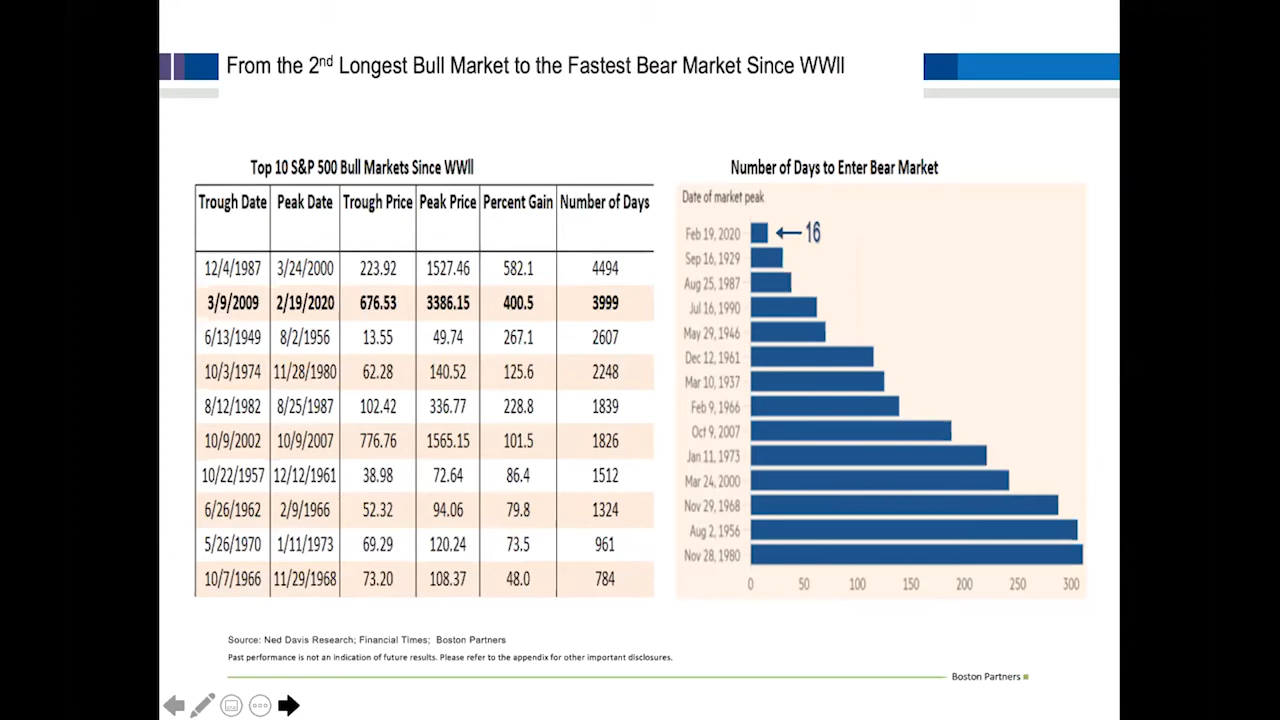 From the 2nd Longest Bull Market to the Fastest Bear Market Since WWll
Top 10 S&P 500 Bull Markets Since WWll
Trough Date Peak Date Trough Price Peak Price Percent Gain Number of Days
12/4/1987 3/24/2000 223.92 1527.46 582.1 4494
3/9/2009 2/19/2020 676.53 3386.15 400.5 3999
6/13/1949 8/2/1956 13.55 49.74 267.1 2607
10/3/1974 11/28/1980 62.28 140.52 125.6 2248
8/12/1982 8/25/1987 102.42 336.77 228.8 1839
10/9/2002 10/9/2007 776.76 1565.15 101.5 1826
10/22/1957 12/12/1961 38.98 72.64 86.4 1512
6/26/1962 2/9/1966 52.32 94.06 79.8 1324
5/26/1970 1/11/1973 69.29 120.24 73.5 961
10/7/1966 11/29/1968 73.20 108.37 48.0 784
Number of Days to Enter Bear Market
Date of market peak
Feb 19, 2020 16
Sep 16, 1929
Aug 25, 1987
Jul 16, 1990
May 29, 1946
Dec 12, 1961
Mar 10, 1937
Feb 9, 1966
Oct 9, 2007
Jan 11, 1973
Mar 24, 2000
Nov 29, 1968
Aug 2, 1956
Nov 28, 1980
0 50 100 150 200 250 300
Source: Ned Davis Research; Financial Times; Boston Partners
Past performance is not an indication of future results. Please refer to the appendix for other important disclosures.
Boston Partners